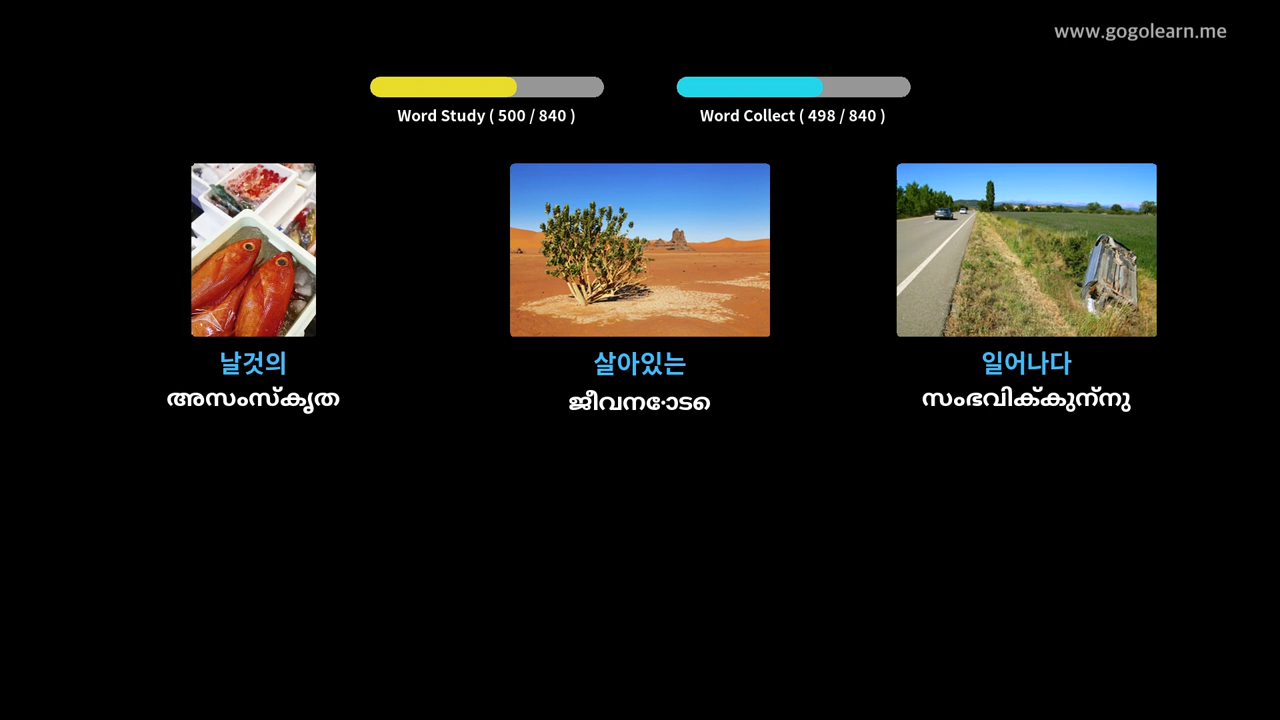 www.gogolearn.me
Word Study ( 500 / 840 )
Word Collect ( 498 / 840 )
날것의
살아있는
일어나다
അസംസ്കൃത
ജീവനോടെ
സംഭവിക്കുന്നു